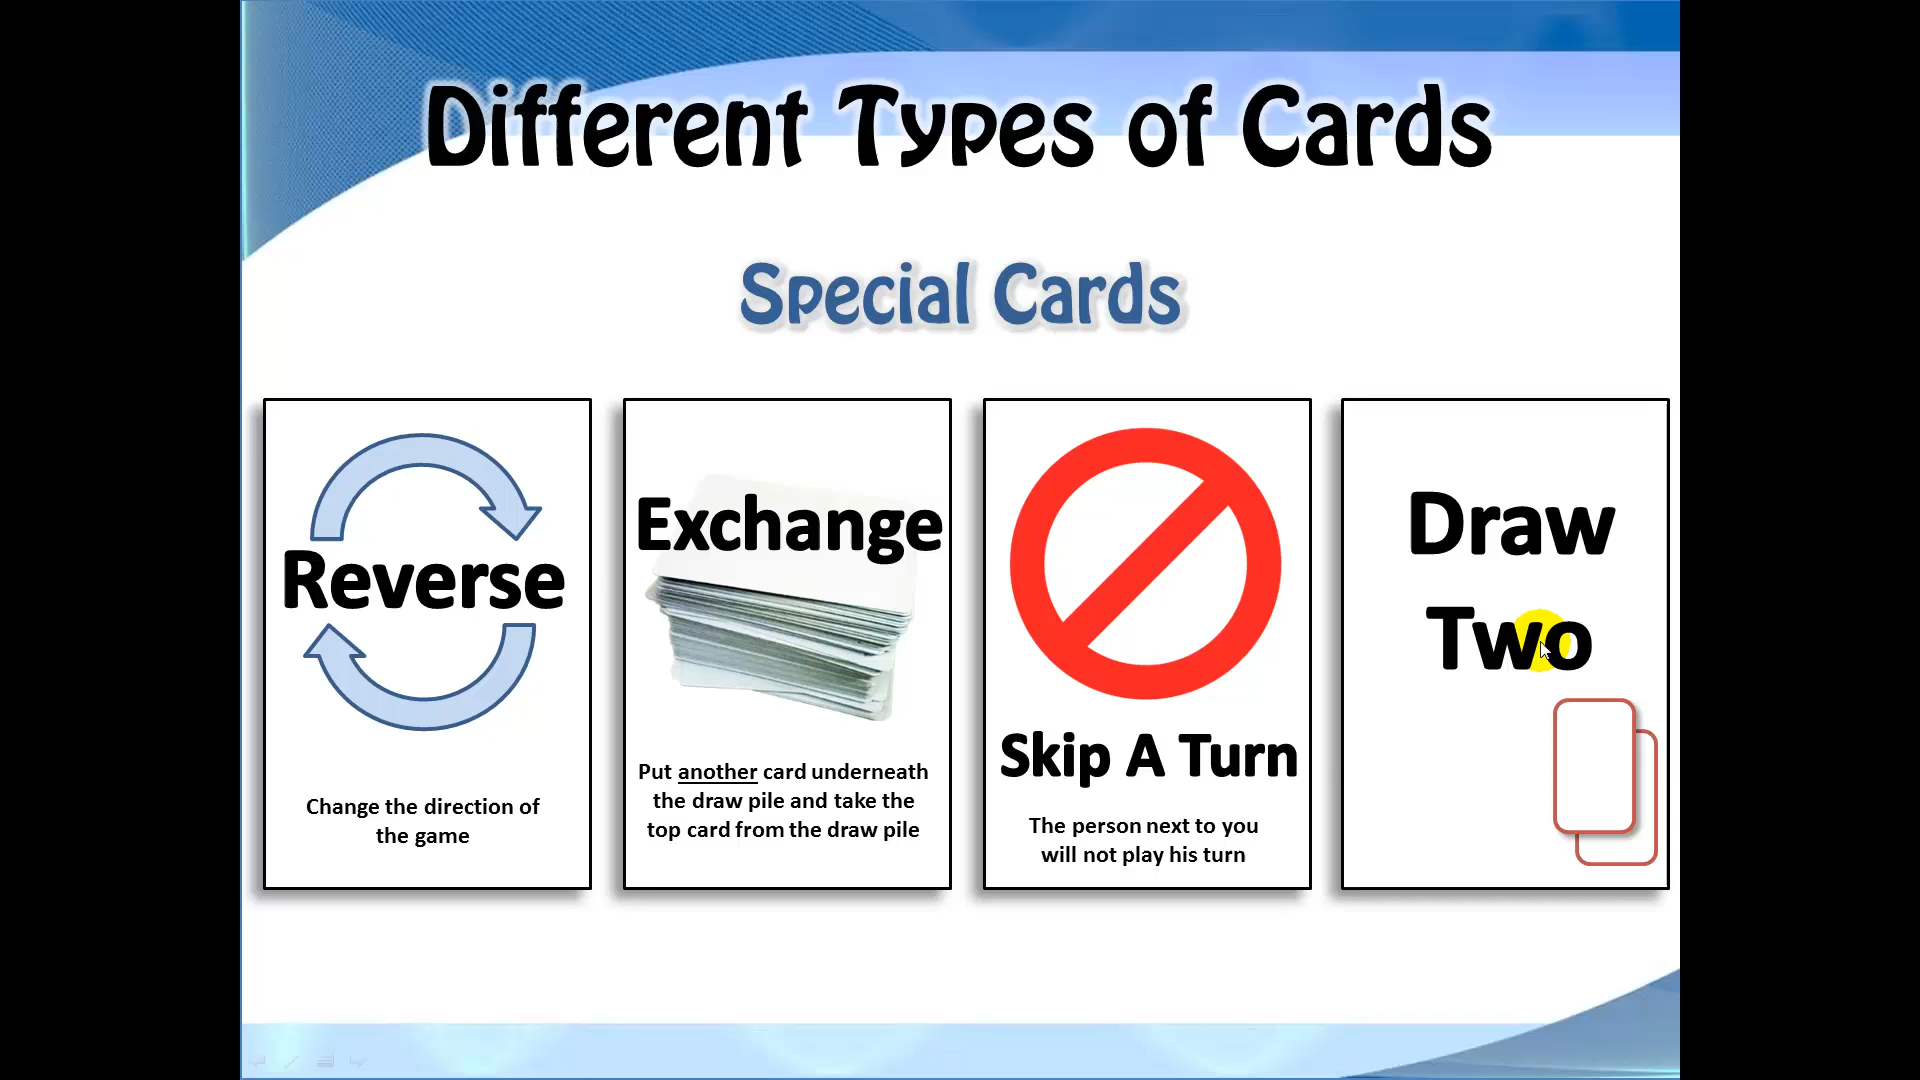 Different Types of Cards
Special Cards
Reverse
Change the direction of
the game
Exchange
Put another card underneath
the draw pile and take the
top card from the draw pile
Skip A Turn
The person next to you
will not play his turn
Draw
Two